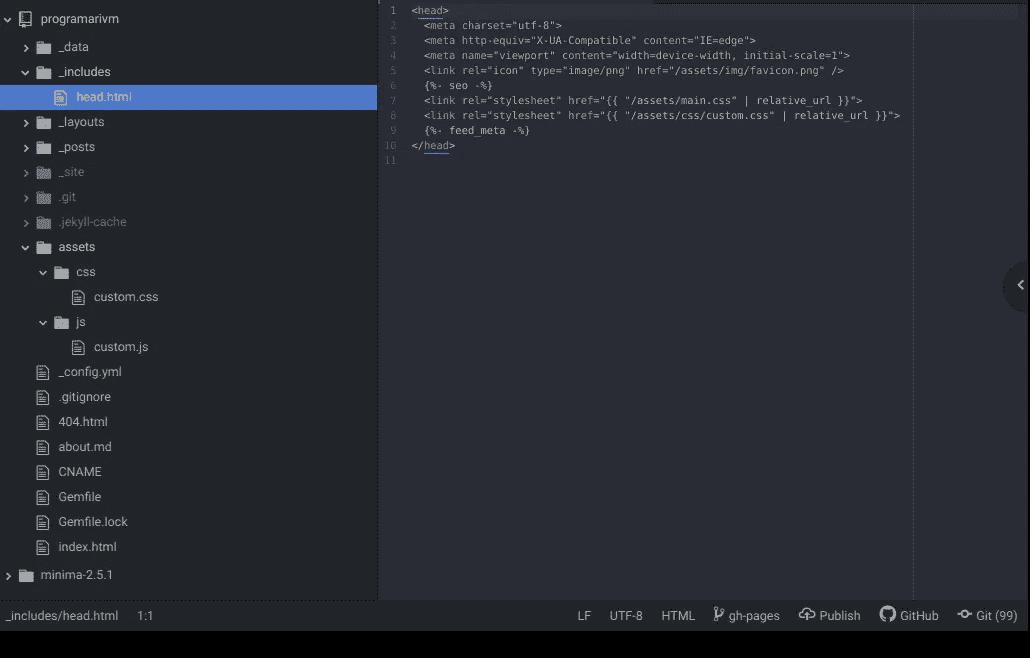 programarivm
_data
_includes
head.html
_layouts
_posts
_site
.git
.jekyll-cache
assets
css
custom.css
js
custom.js
_config.yml
.gitignore
404.html
about.md
CNAME
Gemfile
Gemfile.lock
index.html
minima-2.5.1
1 <head>
2 <meta charset="utf-8">
3 <meta http-equiv="X-UA-Compatible" content="IE=edge">
4 <meta name="viewport" content="width=device-width, initial-scale=1">
5 <link rel="icon" type="image/png" href="/assets/img/favicon.png" />
6 {%- seo -%}
7 <link rel="stylesheet" href="{{ "/assets/main.css" | relative_url }}">
8 <link rel="stylesheet" href="{{ "/assets/css/custom.css" | relative_url }}">
9 {%- feed_meta -%}
10 </head>
11
_includes/head.html 1:1 LF UTF-8 HTML gh-pages Publish GitHub Git (99)